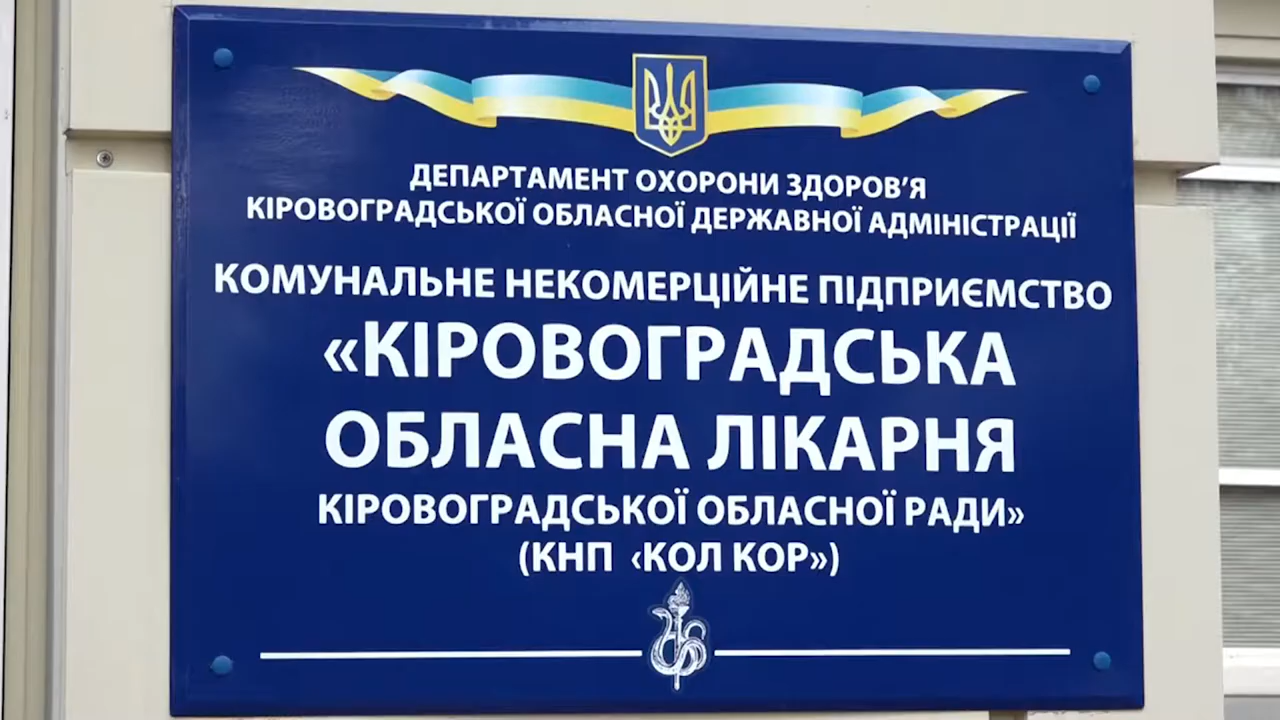 ДЕПАРТАМЕНТ ОХОРОНИ ЗДОРОВ’Я
КІРОВОГРАДСЬКОЇ ОБЛАСНОЇ ДЕРЖАВНОЇ АДМІНІСТРАЦІЇ
КОМУНАЛЬНЕ НЕКОМЕРЦІЙНЕ ПІДПРИЄМСТВО
«КІРОВОГРАДСЬКА
ОБЛАСНА ЛІКАРНЯ
КІРОВОГРАДСЬКОЇ ОБЛАСНОЇ РАДИ»
(КНП ‹КОЛ КОР»)